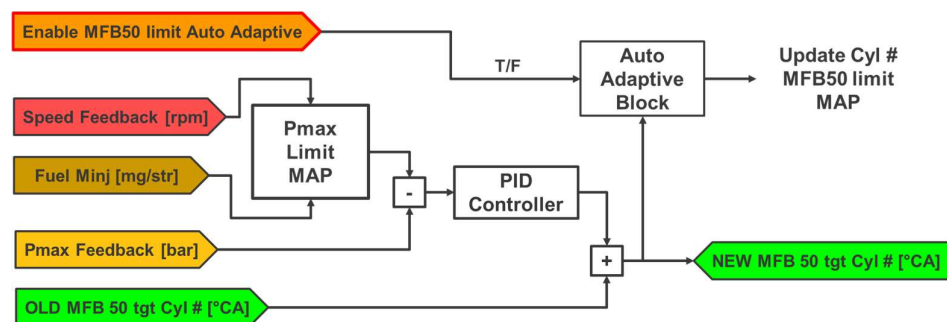 Enable MFB50 limit Auto Adaptive
T/F
Auto
Adaptive
Block
Update Cyl #
MFB50 limit
MAP
Speed Feedback [rpm]
Fuel Minj [mg/str]
Pmax
Limit
MAP
-
PID
Controller
Pmax Feedback [bar]
+
NEW MFB 50 tgt Cyl # [°CA]
OLD MFB 50 tgt Cyl # [°CA]